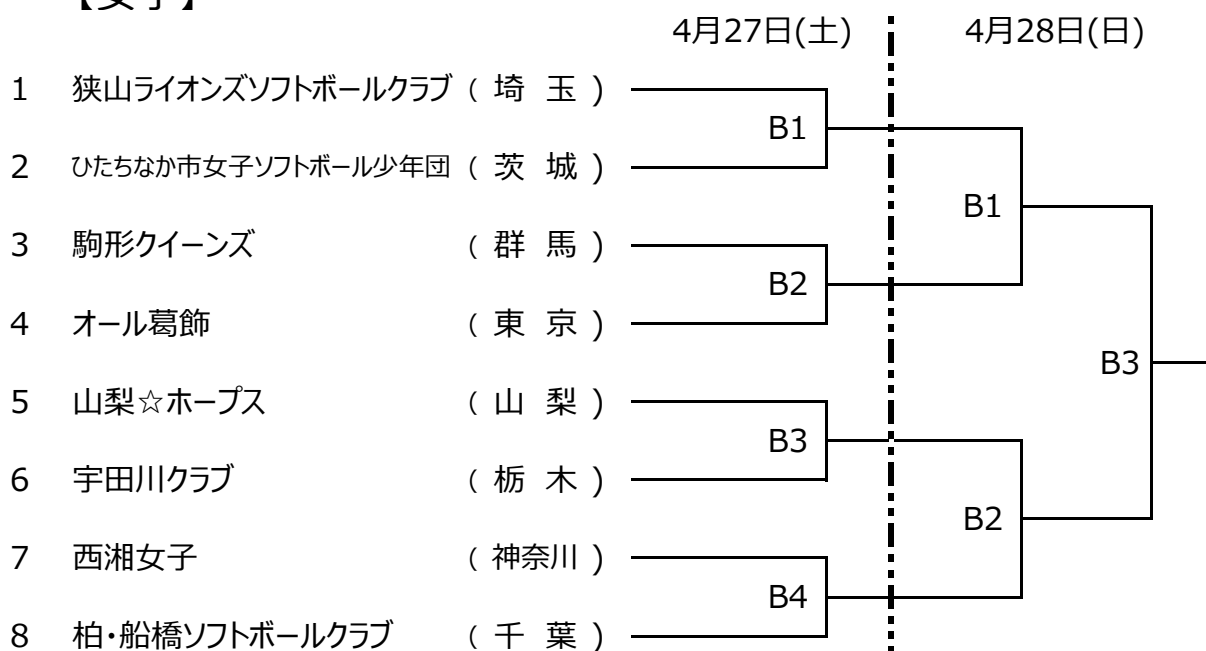 【女子】
4月27日(土) 4月28日(日)
1 狭山ライオンズソフトボールクラブ ( 埼 玉 )
B1
2 ひたちなか市女子ソフトボール少年団 ( 茨 城 )
B1
3 駒形クイーンズ ( 群 馬 )
B2
4 オール葛飾 ( 東 京 )
B3
5 山梨☆ホープス ( 山 梨 )
B3
6 宇田川クラブ ( 栃 木 )
B2
7 西湘女子 ( 神奈川 )
B4
8 柏・船橋ソフトボールクラブ ( 千 葉 )